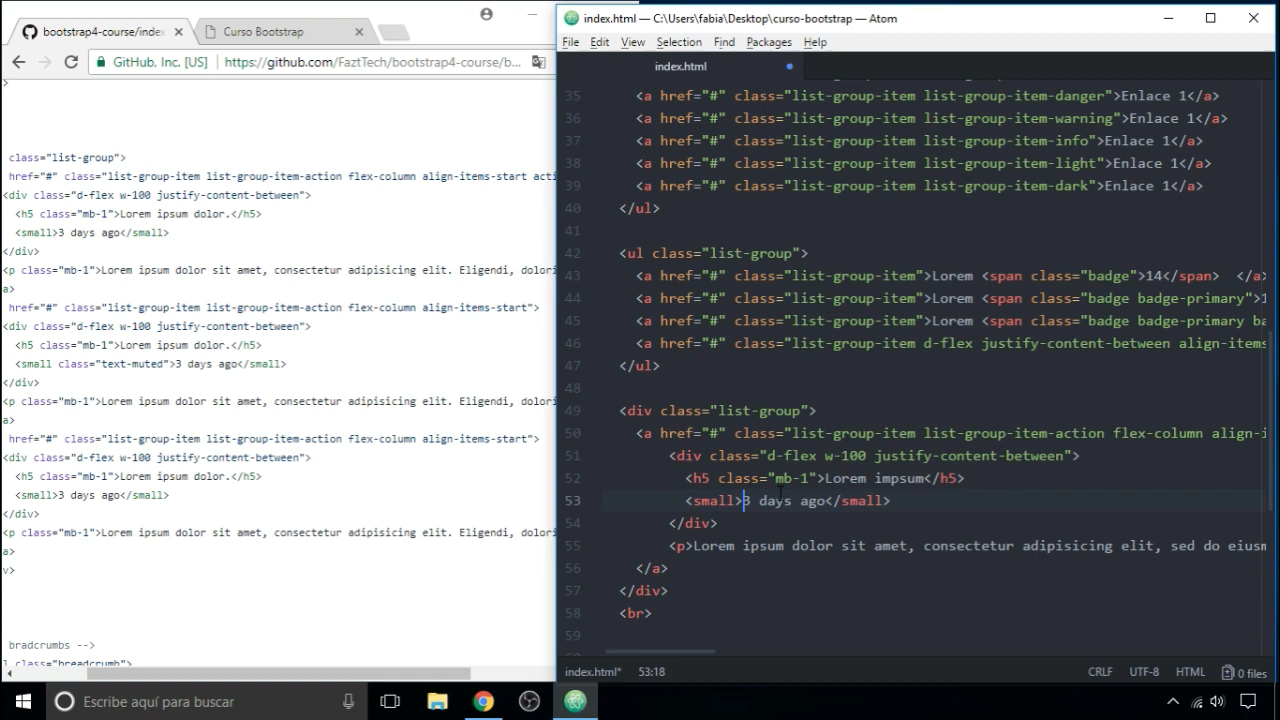 bootstrap4-course/index
Curso Bootstrap
GitHub, Inc. [US]
https://github.com/FaztTech/bootstrap4-course/b...
>
class="list-group">
href="#" class="list-group-item list-group-item-action flex-column align-items-start acti
<div class="d-flex w-100 justify-content-between">
<h5 class="mb-1">Lorem ipsum dolor.</h5>
<small>3 days ago</small>
</div>
<p class="mb-1">Lorem ipsum dolor sit amet, consectetur adipisicing elit. Eligendi, dolori
a>
href="#" class="list-group-item list-group-item-action flex-column align-items-start">
<div class="d-flex w-100 justify-content-between">
<h5 class="mb-1">Lorem ipsum dolor.</h5>
<small class="text-muted">3 days ago</small>
</div>
<p class="mb-1">Lorem ipsum dolor sit amet, consectetur adipisicing elit. Eligendi, dolori
a>
href="#" class="list-group-item list-group-item-action flex-column align-items-start">
<div class="d-flex w-100 justify-content-between">
<h5 class="mb-1">Lorem ipsum dolor.</h5>
<small>3 days ago</small>
</div>
<p class="mb-1">Lorem ipsum dolor sit amet, consectetur adipisicing elit. Eligendi, dolori
a>
v>
bradcrumbs -->
l class="breadcrumb">
index.html — C:\Users\fabia\Desktop\curso-bootstrap — Atom
File Edit View Selection Find Packages Help
index.html
35 <a href="#" class="list-group-item list-group-item-danger">Enlace 1</a>
36 <a href="#" class="list-group-item list-group-item-warning">Enlace 1</a>
37 <a href="#" class="list-group-item list-group-item-info">Enlace 1</a>
38 <a href="#" class="list-group-item list-group-item-light">Enlace 1</a>
39 <a href="#" class="list-group-item list-group-item-dark">Enlace 1</a>
40 </ul>
41
42 <ul class="list-group">
43 <a href="#" class="list-group-item">Lorem <span class="badge">14</span> </a
44 <a href="#" class="list-group-item">Lorem <span class="badge badge-primary">1
45 <a href="#" class="list-group-item">Lorem <span class="badge badge-primary ba
46 <a href="#" class="list-group-item d-flex justify-content-between align-items
47 </ul>
48
49 <div class="list-group">
50 <a href="#" class="list-group-item list-group-item-action flex-column align-i
51 <div class="d-flex w-100 justify-content-between">
52 <h5 class="mb-1">Lorem impsum</h5>
53 <small>3 days ago</small>
54 </div>
55 <p>Lorem ipsum dolor sit amet, consectetur adipisicing elit, sed do eiusm
56 </a>
57 </div>
58 <br>
59
index.html* 53:18 CRLF UTF-8 HTML 0 files
Escribe aquí para buscar